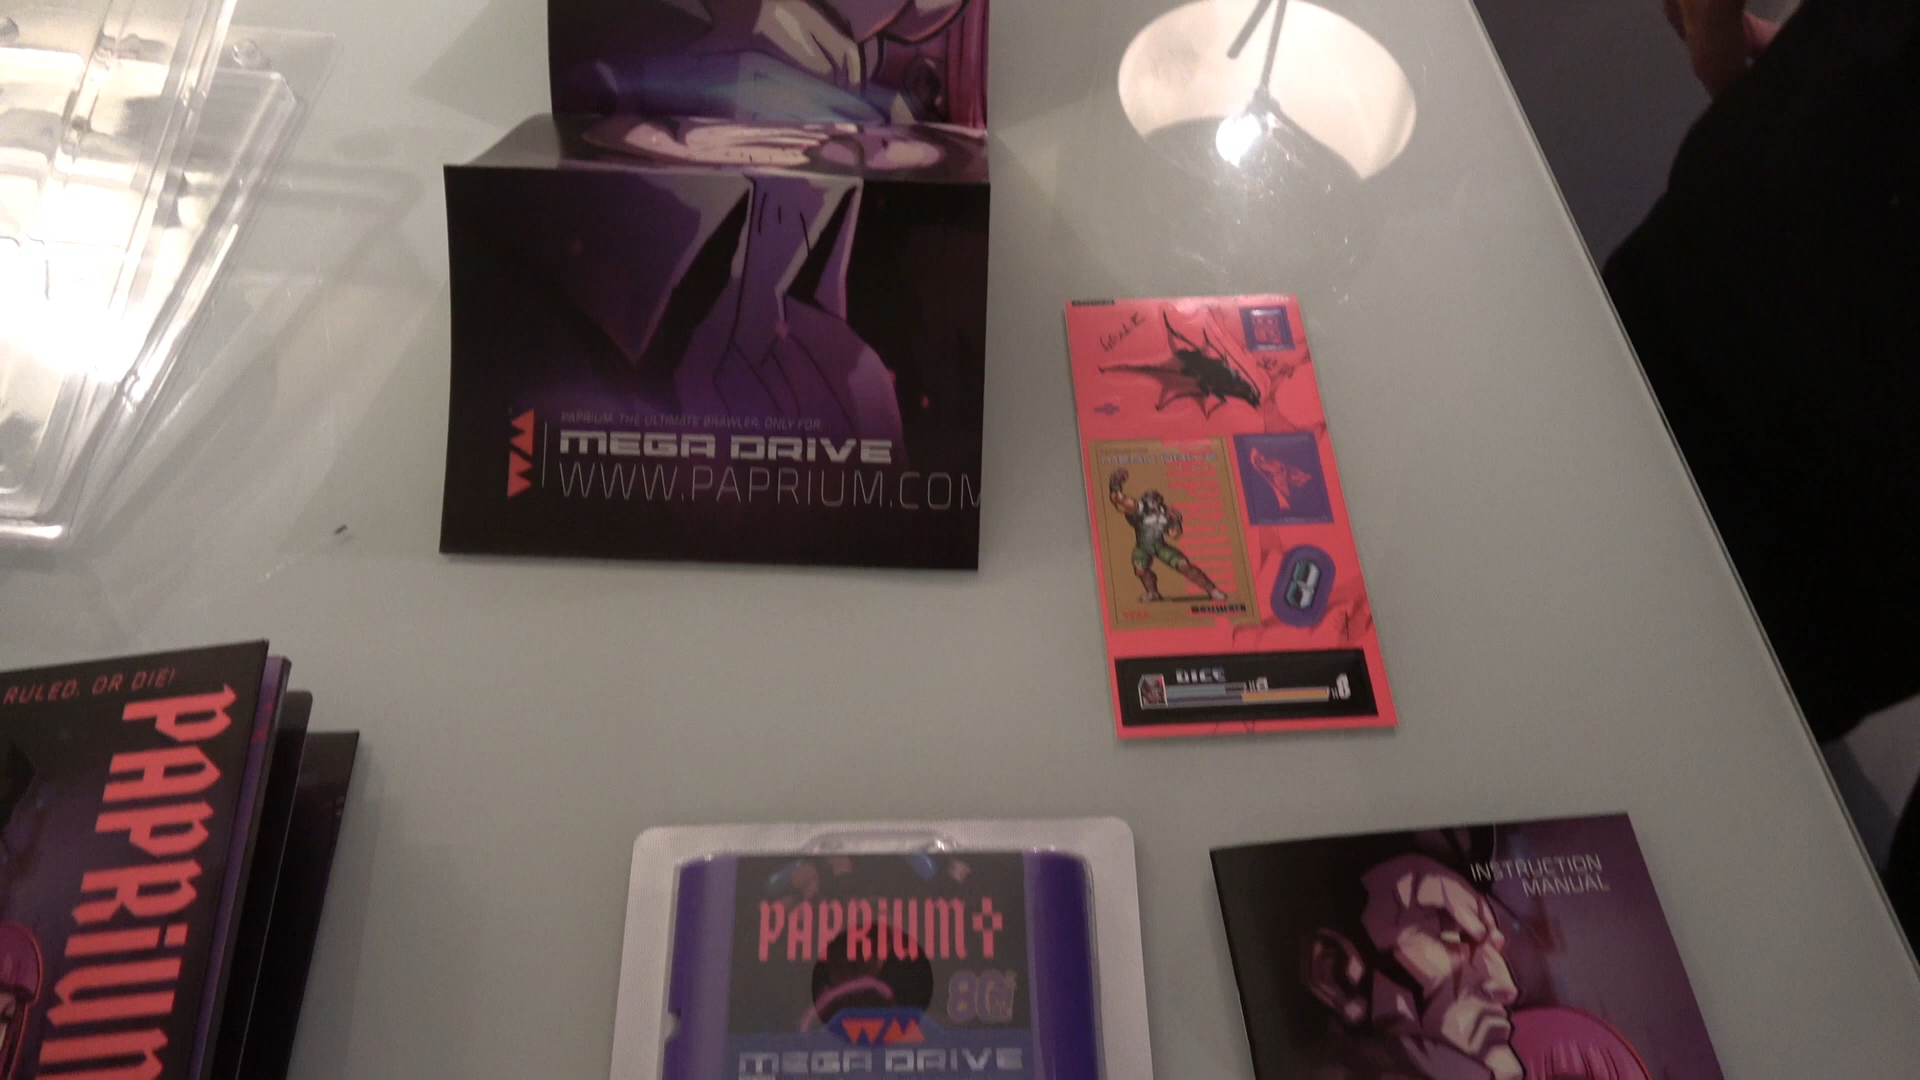 PAPRIUM, THE ULTIMATE BRAWLER, ONLY FOR
MEGA DRIVE
WWW.PAPRIUM.COM
MEGA DRIVE
DICE
RULED. OR DIE!
PAPRIUM
PAPRIUM
80
WM
MEGA DRIVE
INSTRUCTION
MANUAL